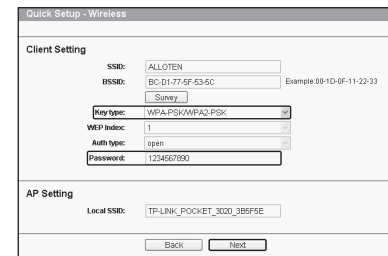 Quick Setup - Wireless
Client Setting
SSID: ALLOTEN
BSSID: BC-D1-77-5F-53-5C Example:00-1D-0F-11-22-33
Survey
Key type: WPA-PSK/WPA2-PSK
WEP Index: 1
Auth type: open
Password: 1234567890
AP Setting
Local SSID: TP-LINK_POCKET_3020_3B5F5E
Back Next